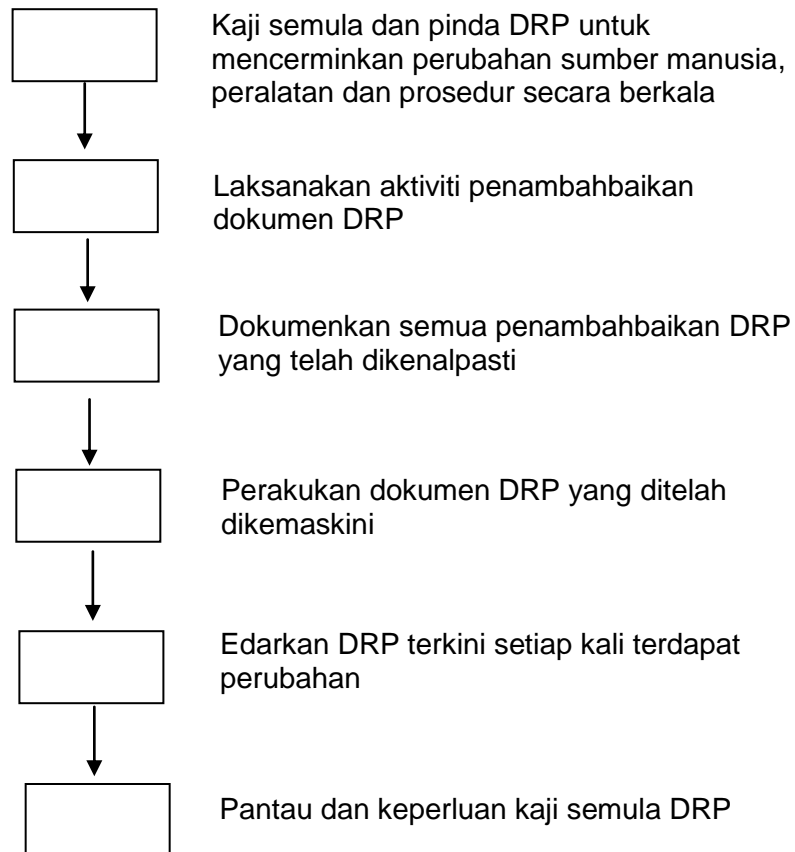 Kaji semula dan pinda DRP untuk
mencerminkan perubahan sumber manusia,
peralatan dan prosedur secara berkala
Laksanakan aktiviti penambahbaikan
dokumen DRP
Dokumenkan semua penambahbaikan DRP
yang telah dikenalpasti
Perakukan dokumen DRP yang ditelah
dikemaskini
Edarkan DRP terkini setiap kali terdapat
perubahan
Pantau dan keperluan kaji semula DRP